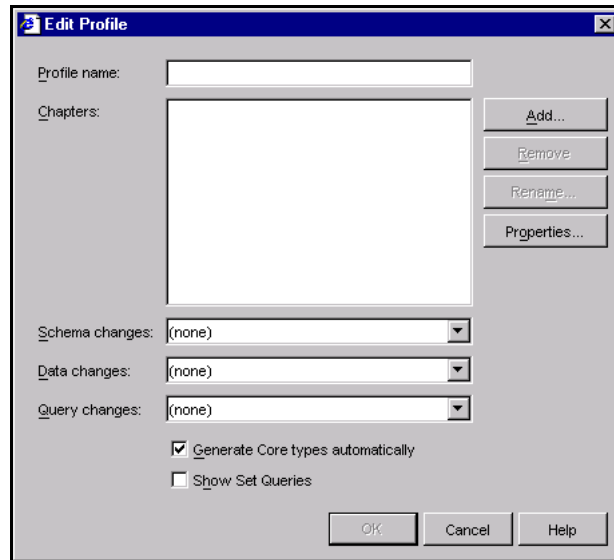 Edit Profile
Profile name:
Chapters:
Add...
Remove
Rename...
Properties...
Schema changes: (none)
Data changes: (none)
Query changes: (none)
Generate Core types automatically
Show Set Queries
OK Cancel Help